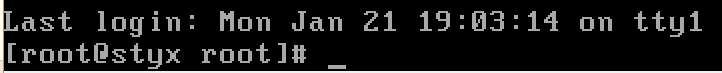 Last login: Mon Jan 21 19:03:14 on tty1
[root@styx root]# _